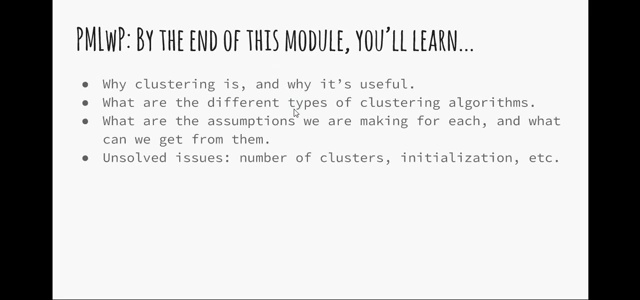 PMLwP: By the end of this module, you'll learn...
● Why clustering is, and why it's useful.
● What are the different types of clustering algorithms.
● What are the assumptions we are making for each, and what
can we get from them.
● Unsolved issues: number of clusters, initialization, etc.